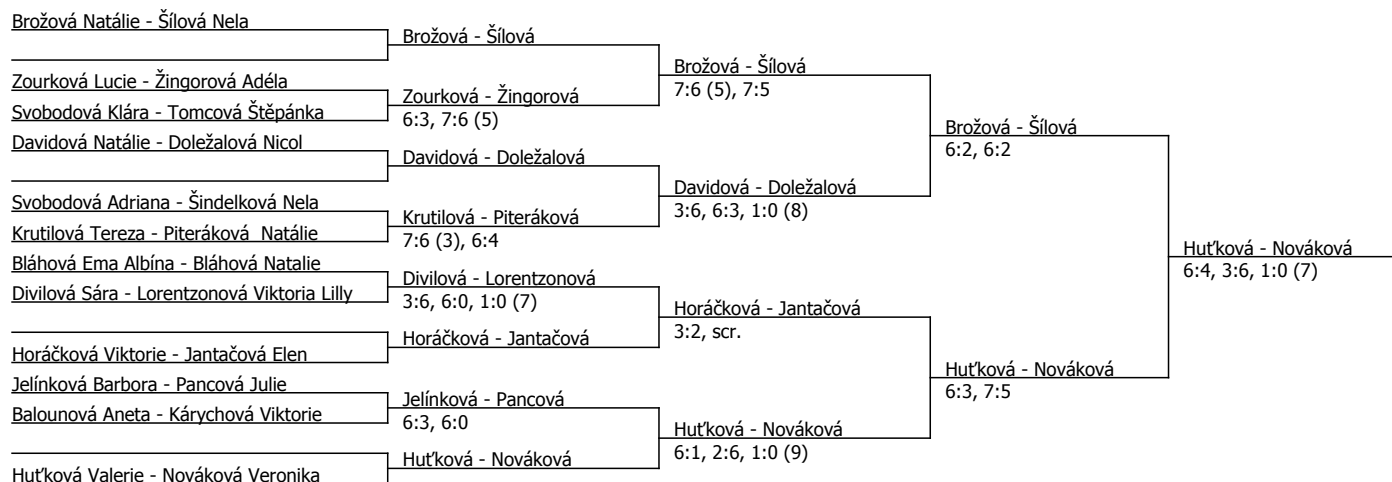 Brožová Natálie - Šílová Nela
Zourková Lucie - Žingorová Adéla
Svobodová Klára - Tomcová Štěpánka
Davidová Natálie - Doležalová Nicol
Svobodová Adriana - Šindelková Nela
Krutilová Tereza - Piteráková  Natálie
Bláhová Ema Albína - Bláhová Natalie
Divilová Sára - Lorentzonová Viktoria Lilly
Horáčková Viktorie - Jantačová Elen
Jelínková Barbora - Pancová Julie
Balounová Aneta - Kárychová Viktorie
Huťková Valerie - Nováková Veronika
Brožová - Šílová
Zourková - Žingorová
6:3, 7:6 (5)
Davidová - Doležalová
Krutilová - Piteráková
7:6 (3), 6:4
Divilová - Lorentzonová
3:6, 6:0, 1:0 (7)
Horáčková - Jantačová
Jelínková - Pancová
6:3, 6:0
Huťková - Nováková
Brožová - Šílová
7:6 (5), 7:5
Davidová - Doležalová
3:6, 6:3, 1:0 (8)
Horáčková - Jantačová
3:2, scr.
Huťková - Nováková
6:1, 2:6, 1:0 (9)
Brožová - Šílová
6:2, 6:2
Huťková - Nováková
6:3, 7:5
Huťková - Nováková
6:4, 3:6, 1:0 (7)